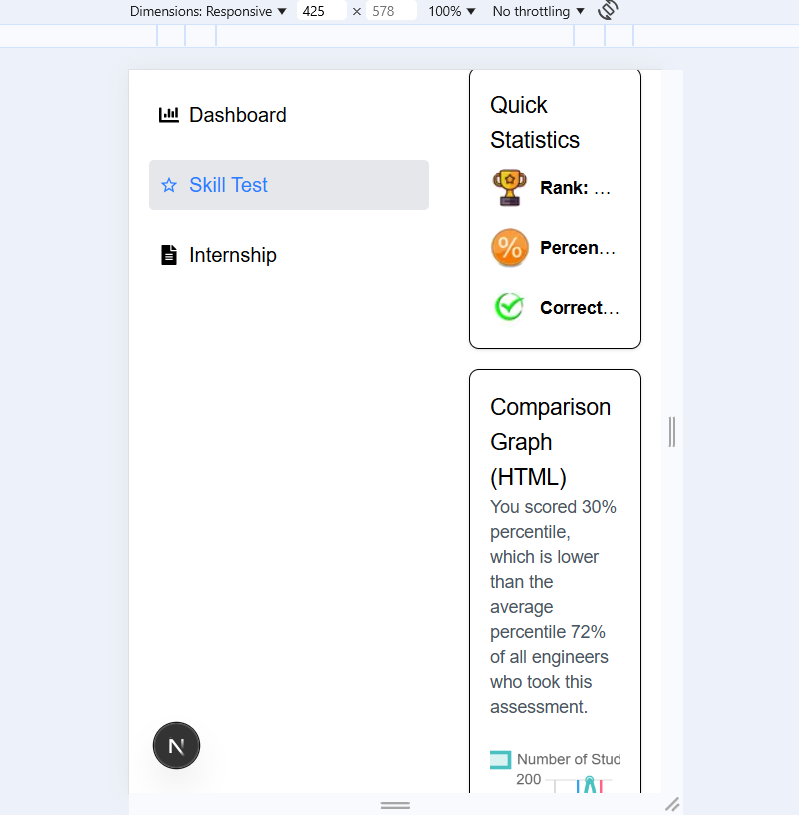 Dimensions: Responsive ▼ 425 × 578 100% ▼ No throttling ▼
Dashboard
Skill Test
Internship
Quick
Statistics
Rank: ...
Percen...
Correct...
Comparison
Graph
(HTML)
You scored 30%
percentile,
which is lower
than the
average
percentile 72%
of all engineers
who took this
assessment.
Number of Stud
200
N